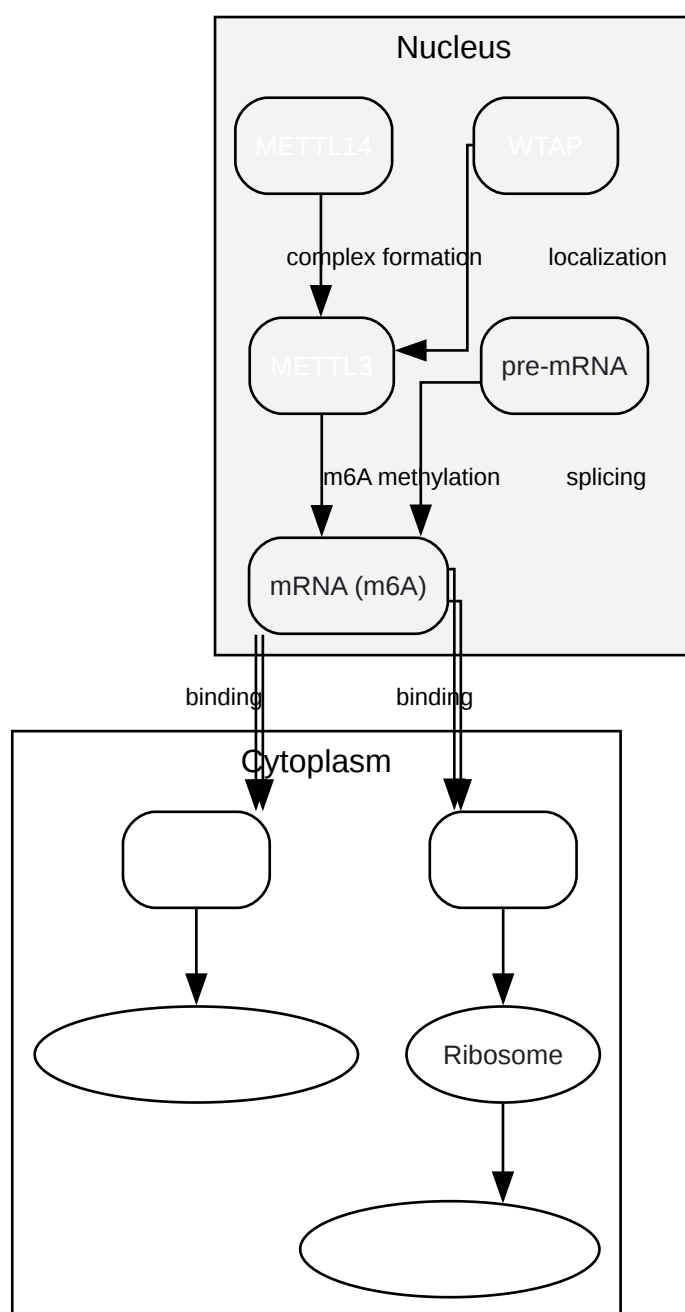 Nucleus
METTL14
WTAP
complex formation
localization
METTL3
pre-mRNA
m6A methylation
splicing
mRNA (m6A)
binding
binding
Cytoplasm
Ribosome